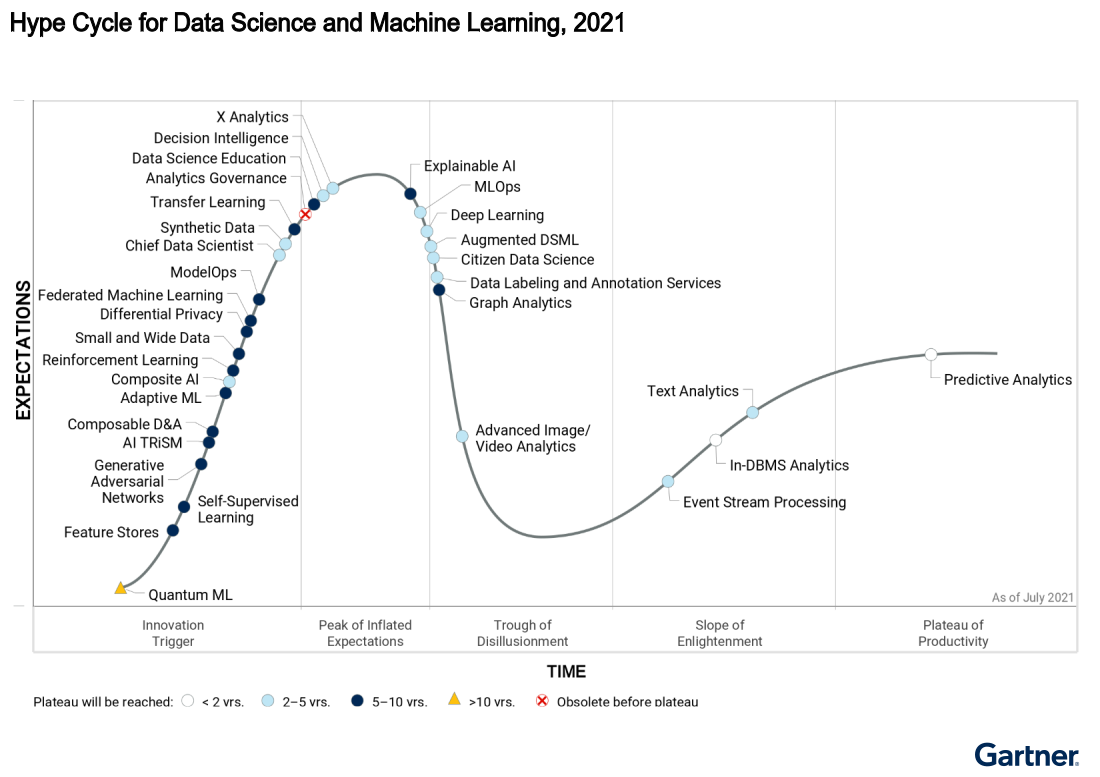 Hype Cycle for Data Science and Machine Learning, 2021
X Analytics
Decision Intelligence
Data Science Education
Analytics Governance
Transfer Learning
Synthetic Data
Chief Data Scientist
ModelOps
Federated Machine Learning
Differential Privacy
Small and Wide Data
Reinforcement Learning
Composite AI
Adaptive ML
Composable D&A
AI TRiSM
Generative
Adversarial
Networks
Self-Supervised
Learning
Feature Stores
Quantum ML
Explainable AI
MLOps
Deep Learning
Augmented DSML
Citizen Data Science
Data Labeling and Annotation Services
Graph Analytics
Advanced Image/
Video Analytics
Text Analytics
In-DBMS Analytics
Event Stream Processing
Predictive Analytics
EXPECTATIONS
As of July 2021
Innovation
Trigger
Peak of Inflated
Expectations
Trough of
Disillusionment
Slope of
Enlightenment
Plateau of
Productivity
TIME
Plateau will be reached: < 2 yrs. 2–5 yrs. 5–10 yrs. >10 yrs. Obsolete before plateau
Gartner